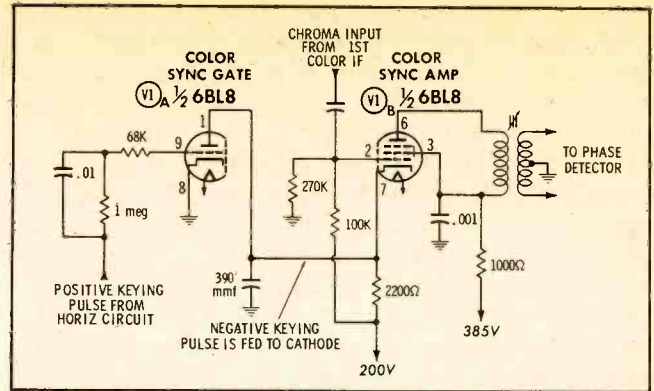 CHROMA INPUT
FROM 1ST
COLOR IF
COLOR
SYNC GATE
V1 A ½ 6BL8
COLOR
SYNC AMP
V1 B ½ 6BL8
1
6
68K
9
2
3
.01
8
7
TO PHASE
DETECTOR
1 meg
270K
100K
.001
1000Ω
390
mmf
2200Ω
POSITIVE KEYING
PULSE FROM
HORIZ CIRCUIT
NEGATIVE KEYING
PULSE IS FED TO CATHODE
385V
200V